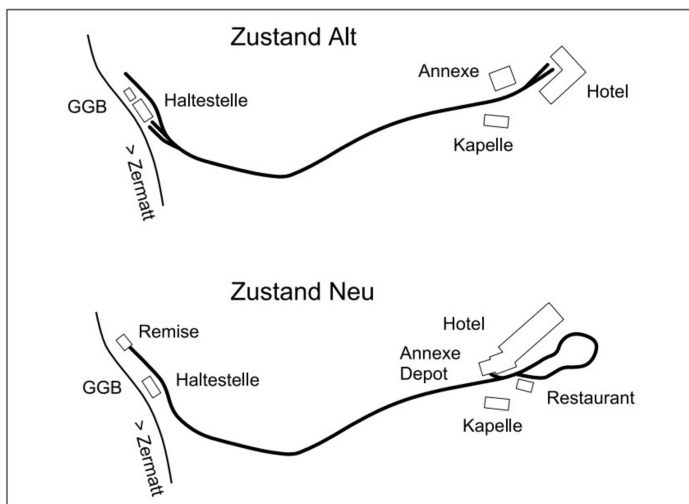 Zustand Alt
Annexe
GGB
Haltestelle
Hotel
Kapelle
> Zermatt
Zustand Neu
Remise
Hotel
Annexe
Depot
GGB
Haltestelle
Restaurant
Kapelle
> Zermatt